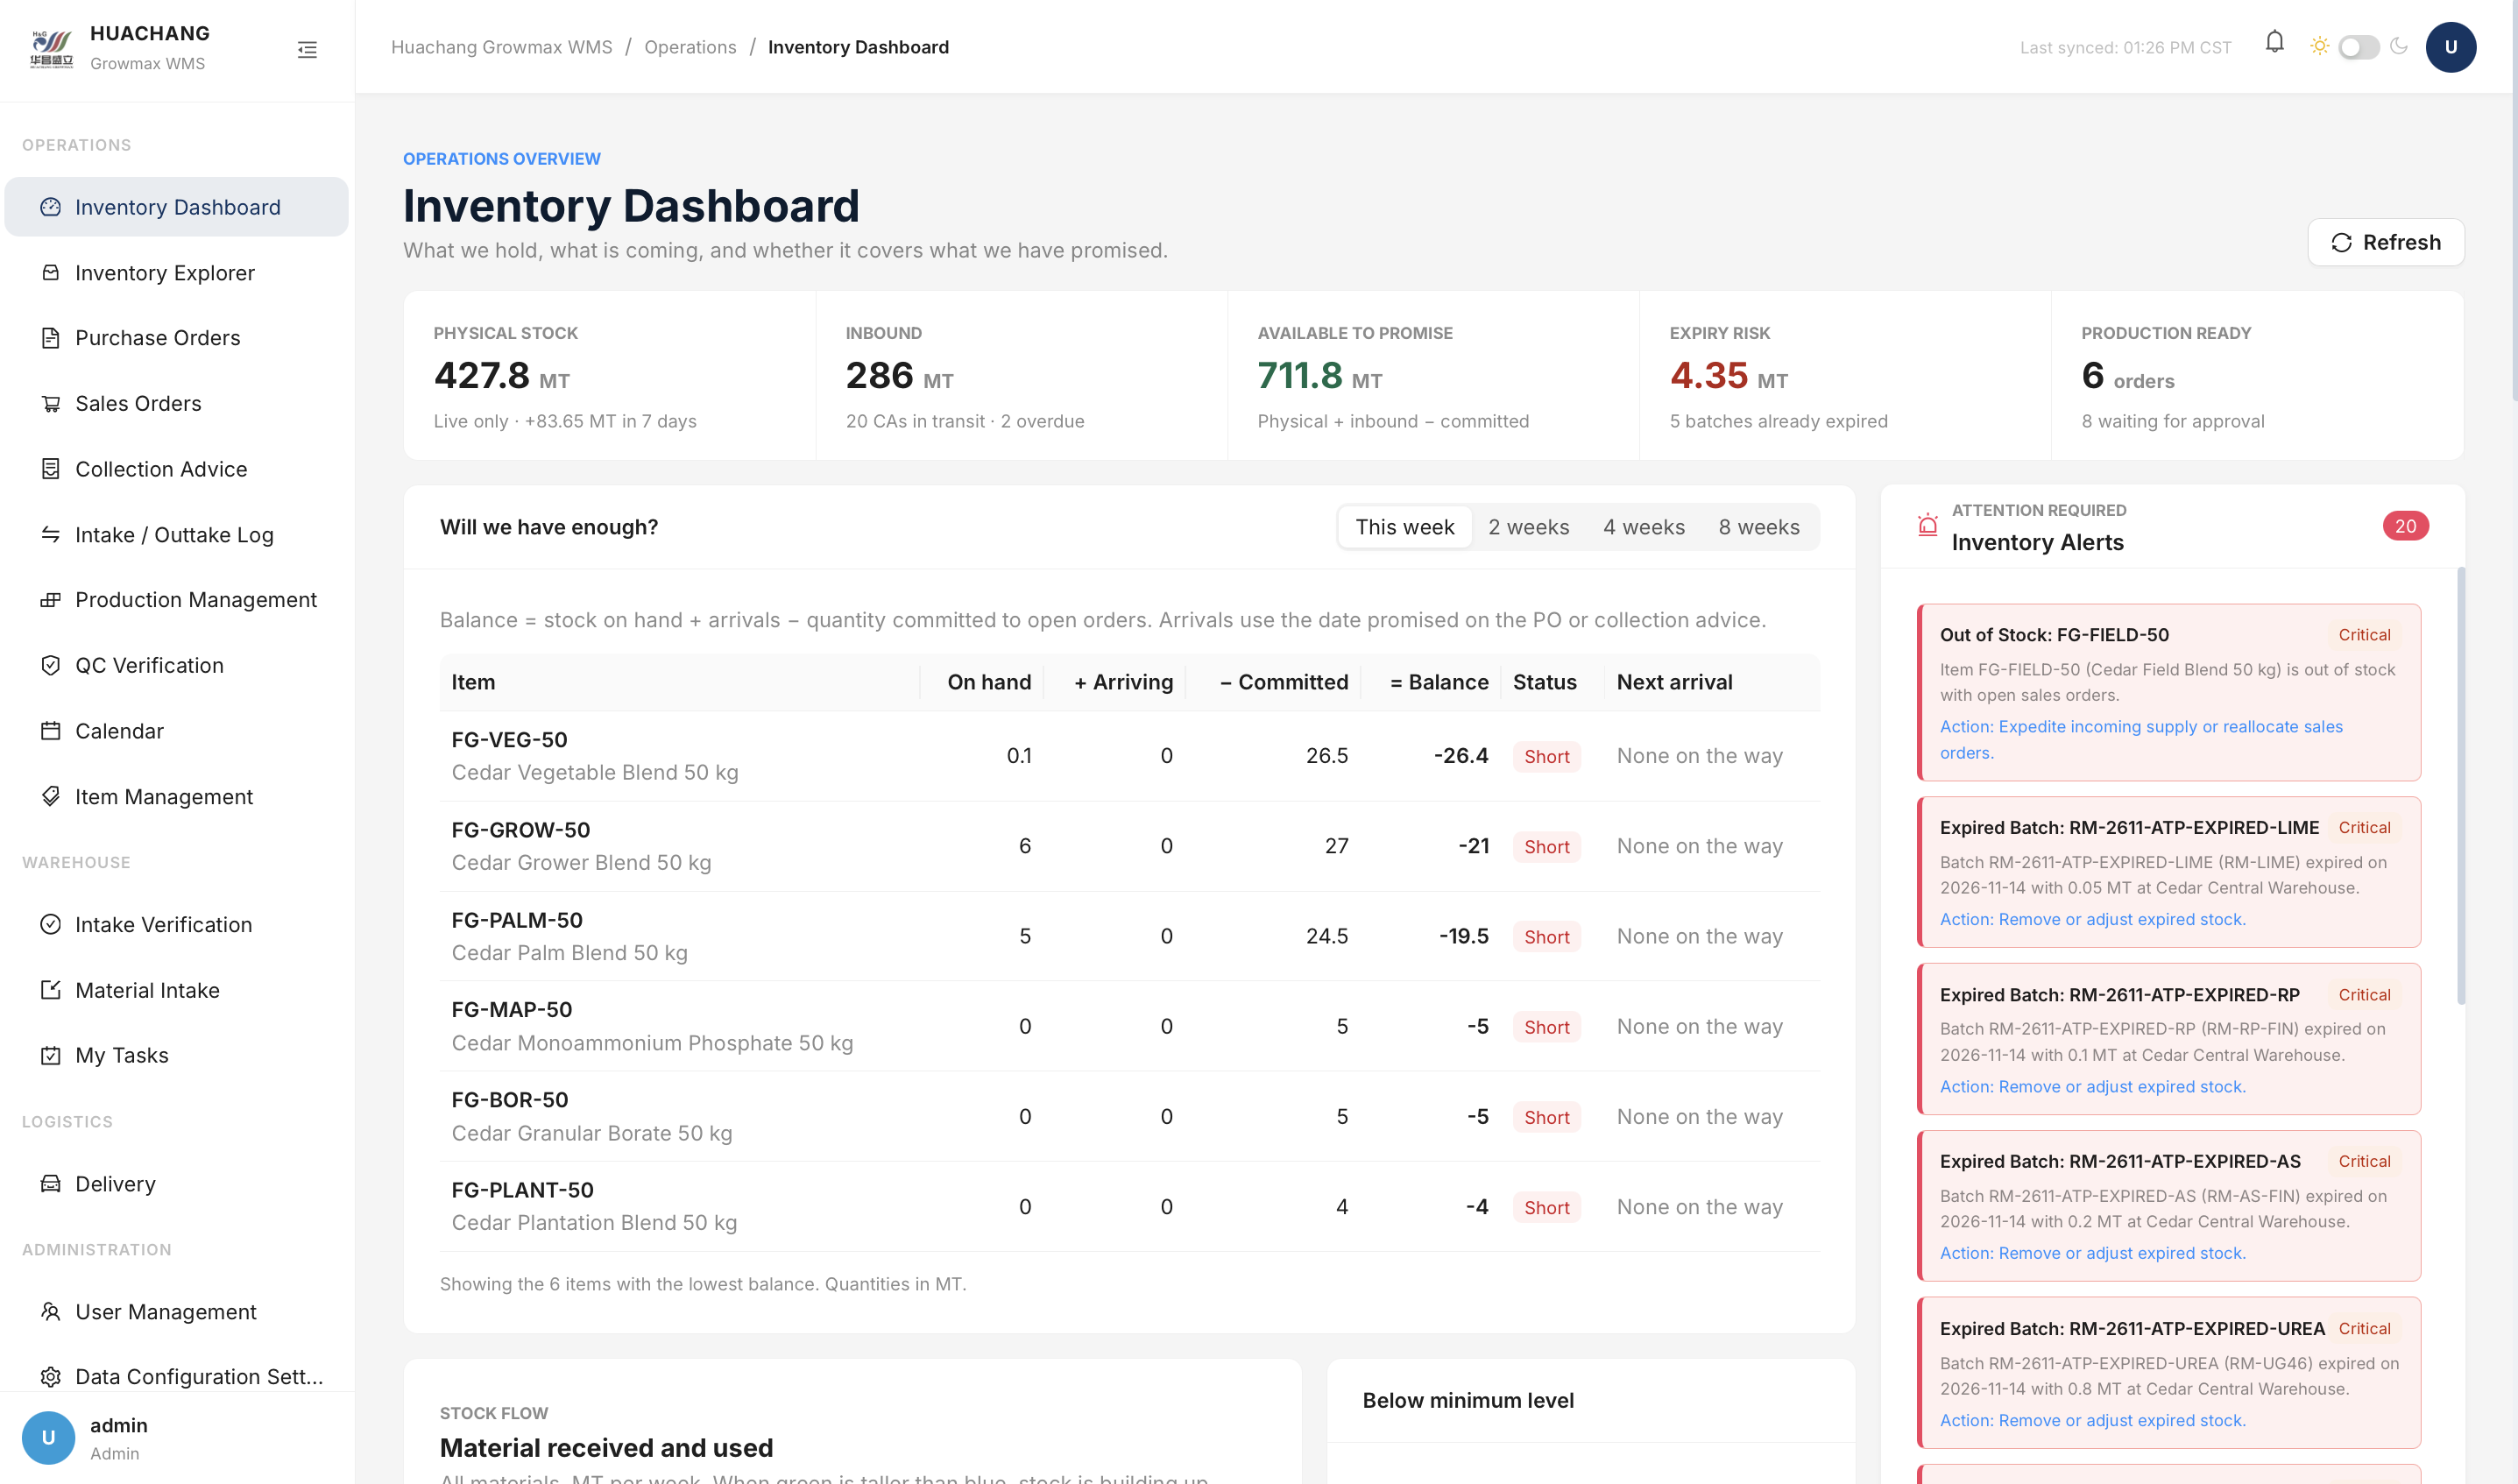 HUACHANG
Growmax WMS
H&G
华昌盛立
OPERATIONS
Inventory Dashboard
Inventory Explorer
Purchase Orders
Sales Orders
Collection Advice
Intake / Outtake Log
Production Management
QC Verification
Calendar
Item Management
WAREHOUSE
Intake Verification
Material Intake
My Tasks
LOGISTICS
Delivery
ADMINISTRATION
User Management
Data Configuration Sett...
U
admin
Admin
Huachang Growmax WMS / Operations / Inventory Dashboard
Last synced: 01:26 PM CST
U
OPERATIONS OVERVIEW
Inventory Dashboard
What we hold, what is coming, and whether it covers what we have promised.
Refresh
PHYSICAL STOCK
427.8 MT
Live only · +83.65 MT in 7 days
INBOUND
286 MT
20 CAs in transit · 2 overdue
AVAILABLE TO PROMISE
711.8 MT
Physical + inbound − committed
EXPIRY RISK
4.35 MT
5 batches already expired
PRODUCTION READY
6 orders
8 waiting for approval
Will we have enough?
This week 2 weeks 4 weeks 8 weeks
Balance = stock on hand + arrivals − quantity committed to open orders. Arrivals use the date promised on the PO or collection advice.
Item On hand + Arriving − Committed = Balance Status Next arrival
FG-VEG-50
Cedar Vegetable Blend 50 kg
0.1 0 26.5 -26.4 Short None on the way
FG-GROW-50
Cedar Grower Blend 50 kg
6 0 27 -21 Short None on the way
FG-PALM-50
Cedar Palm Blend 50 kg
5 0 24.5 -19.5 Short None on the way
FG-MAP-50
Cedar Monoammonium Phosphate 50 kg
0 0 5 -5 Short None on the way
FG-BOR-50
Cedar Granular Borate 50 kg
0 0 5 -5 Short None on the way
FG-PLANT-50
Cedar Plantation Blend 50 kg
0 0 4 -4 Short None on the way
Showing the 6 items with the lowest balance. Quantities in MT.
STOCK FLOW
Material received and used
All materials, MT per week. When green is taller than blue, stock is building up.
Below minimum level
ATTENTION REQUIRED
Inventory Alerts
20
Out of Stock: FG-FIELD-50 Critical
Item FG-FIELD-50 (Cedar Field Blend 50 kg) is out of stock
with open sales orders.
Action: Expedite incoming supply or reallocate sales
orders.
Expired Batch: RM-2611-ATP-EXPIRED-LIME Critical
Batch RM-2611-ATP-EXPIRED-LIME (RM-LIME) expired on
2026-11-14 with 0.05 MT at Cedar Central Warehouse.
Action: Remove or adjust expired stock.
Expired Batch: RM-2611-ATP-EXPIRED-RP Critical
Batch RM-2611-ATP-EXPIRED-RP (RM-RP-FIN) expired on
2026-11-14 with 0.1 MT at Cedar Central Warehouse.
Action: Remove or adjust expired stock.
Expired Batch: RM-2611-ATP-EXPIRED-AS Critical
Batch RM-2611-ATP-EXPIRED-AS (RM-AS-FIN) expired on
2026-11-14 with 0.2 MT at Cedar Central Warehouse.
Action: Remove or adjust expired stock.
Expired Batch: RM-2611-ATP-EXPIRED-UREA Critical
Batch RM-2611-ATP-EXPIRED-UREA (RM-UG46) expired on
2026-11-14 with 0.8 MT at Cedar Central Warehouse.
Action: Remove or adjust expired stock.